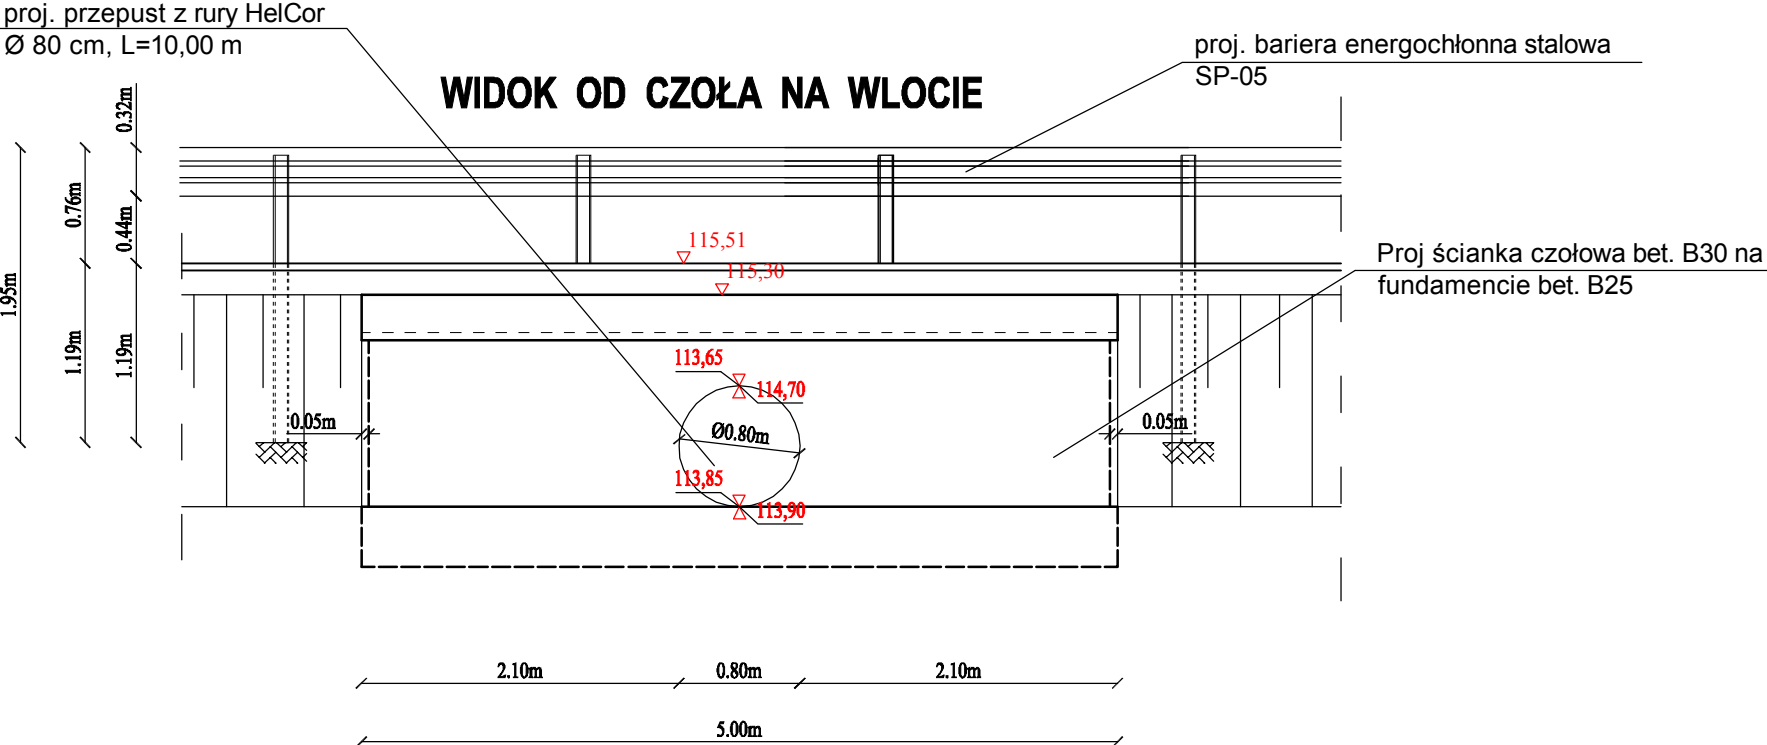 proj. przepust z rury HelCor
Ø 80 cm, L=10,00 m
proj. bariera energochłonna stalowa
SP-05
WIDOK OD CZOŁA NA WLOCIE
0.32m
0.76m
0.44m
1.95m
1.19m
1.19m
115,51
115,30
Proj ścianka czołowa bet. B30 na
fundamencie bet. B25
113,65
114,70
0.05m
Ø0.80m
0.05m
113,85
113,90
2.10m
0.80m
2.10m
5.00m